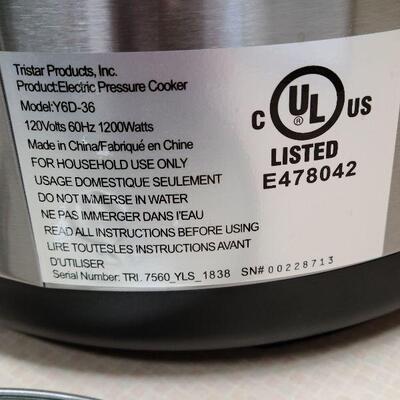 Tristar Products, Inc.
Product:Electric Pressure Cooker
Model:Y6D-36
120Volts 60Hz 1200Watts
Made in China/Fabriqué en Chine
FOR HOUSEHOLD USE ONLY
USAGE DOMESTIQUE SEULEMENT
DO NOT IMMERSE IN WATER
NE PAS IMMERGER DANS I'EAU
READ ALL INSTRUCTIONS BEFORE USING
LIRE TOUTESLES INSTRUCTIONS AVANT
D'UTILISER
Serial Number: TRI. 7560_YLS_1838 SN# 00228713
C UL US
®
LISTED
E478042